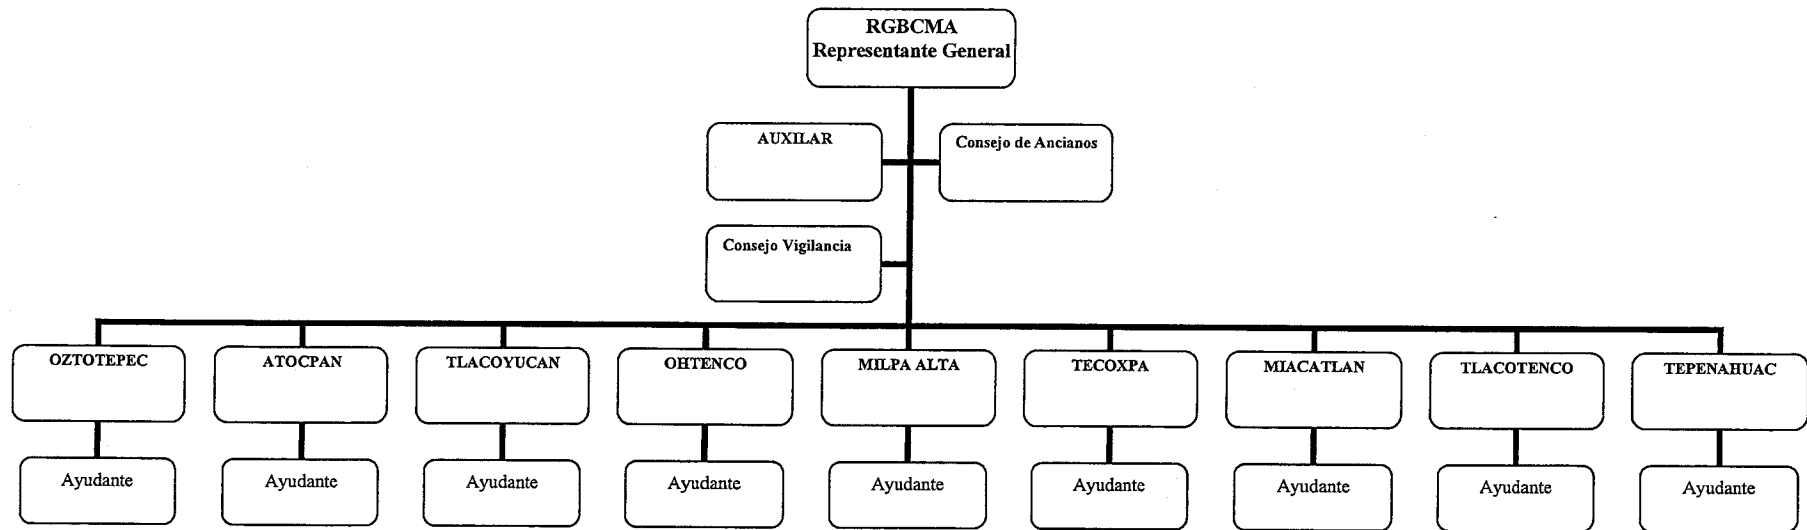 RGBCMA
Representante General
AUXILAR
Consejo de Ancianos
Consejo Vigilancia
OZTOTEPEC
ATOCPAN
TLACOYUCAN
OHTENCO
MILPA ALTA
TECOXPA
MIACATLAN
TLACOTENCO
TEPENAHUAC
Ayudante
Ayudante
Ayudante
Ayudante
Ayudante
Ayudante
Ayudante
Ayudante
Ayudante